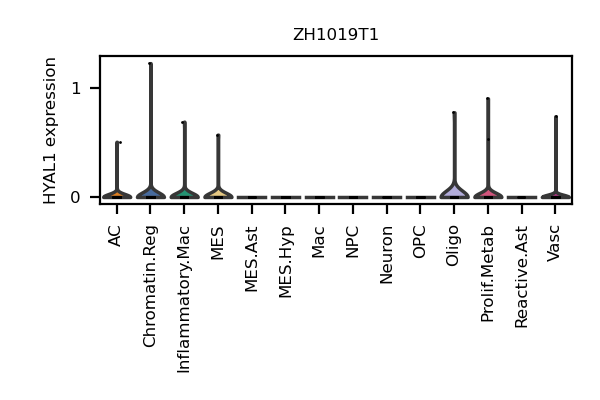 ZH1019T1
HYAL1 expression
1
0
AC
Chromatin.Reg
Inflammatory.Mac
MES
MES.Ast
MES.Hyp
Mac
NPC
Neuron
OPC
Oligo
Prolif.Metab
Reactive.Ast
Vasc